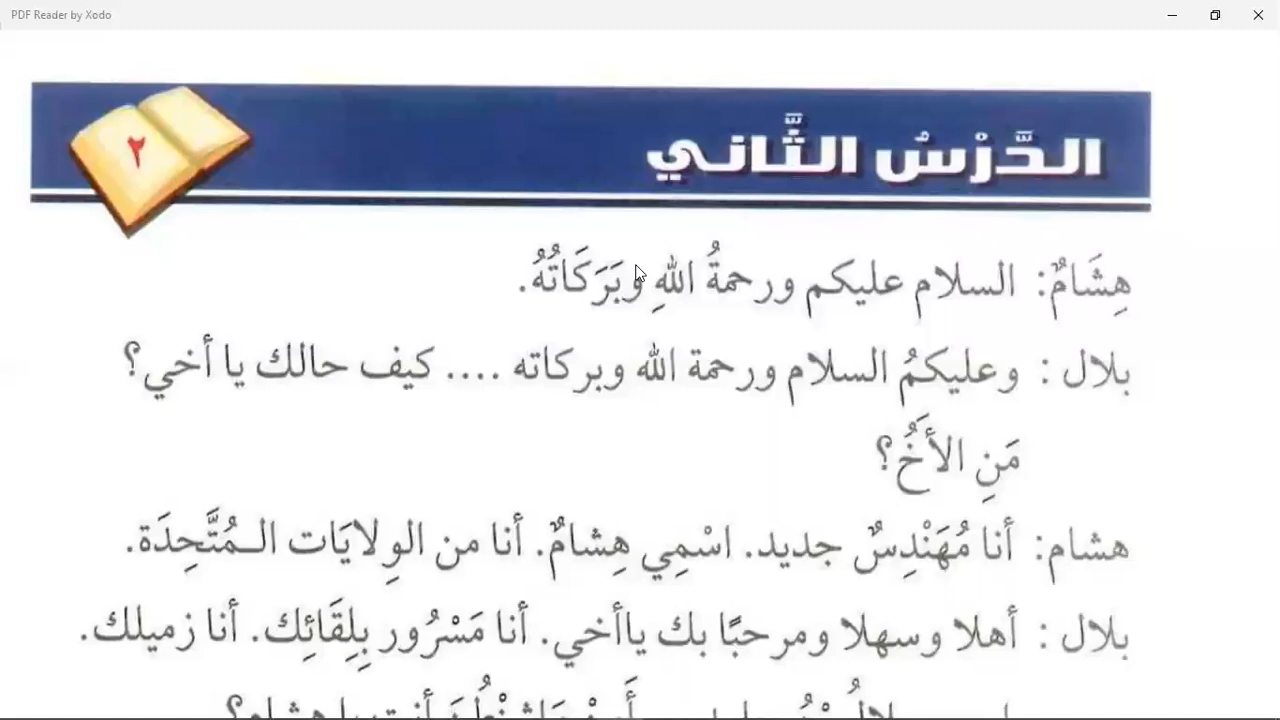 PDF Reader by Xodo
الدَّرْسُ الثَّاني
٢
هِشَامٌ: السلام عليكم ورحمةُ اللهِ وبَرَكَاتُهُ.
بلال : وعليكمُ السلام ورحمة الله وبركاته .... كيف حالك يا أخي؟
مَنِ الأَخُ؟
هشام: أنا مُهَنْدِسٌ جديد. اسْمِي هِشامٌ. أنا من الوِلايَات الـمُتَّحِدَة.
بلال : أهلا وسهلا ومرحبًا بك ياأخي. أنا مَسْرُور بِلِقَائِك. أنا زميلك.